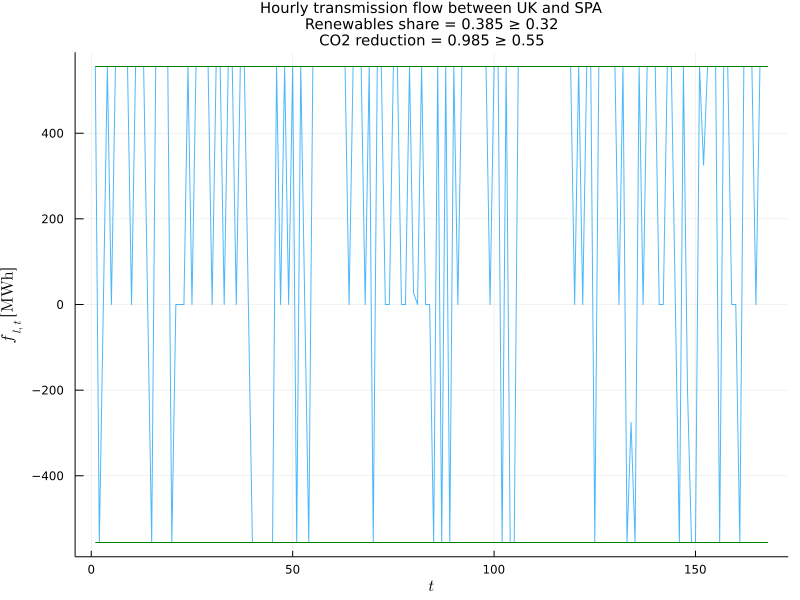 Hourly transmission flow between UK and SPA
Renewables share = 0.385 ≥ 0.32
CO2 reduction = 0.985 ≥ 0.55
400
200
0
−200
−400
f_{l,t} [MWh]
0
50
100
150
t